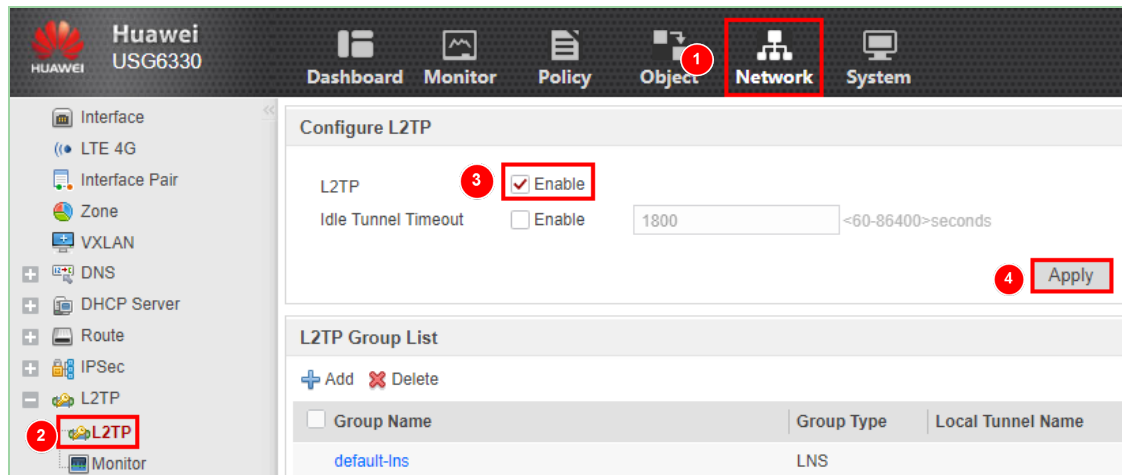 Huawei
USG6330
HUAWEI
Dashboard Monitor Policy Object Network System
1
Interface
LTE 4G
Interface Pair
Zone
VXLAN
DNS
DHCP Server
Route
IPSec
L2TP
2 L2TP
Monitor
Configure L2TP
L2TP 3 Enable
Idle Tunnel Timeout Enable 1800 <60-86400>seconds
4 Apply
L2TP Group List
Add Delete
Group Name Group Type Local Tunnel Name
default-lns LNS